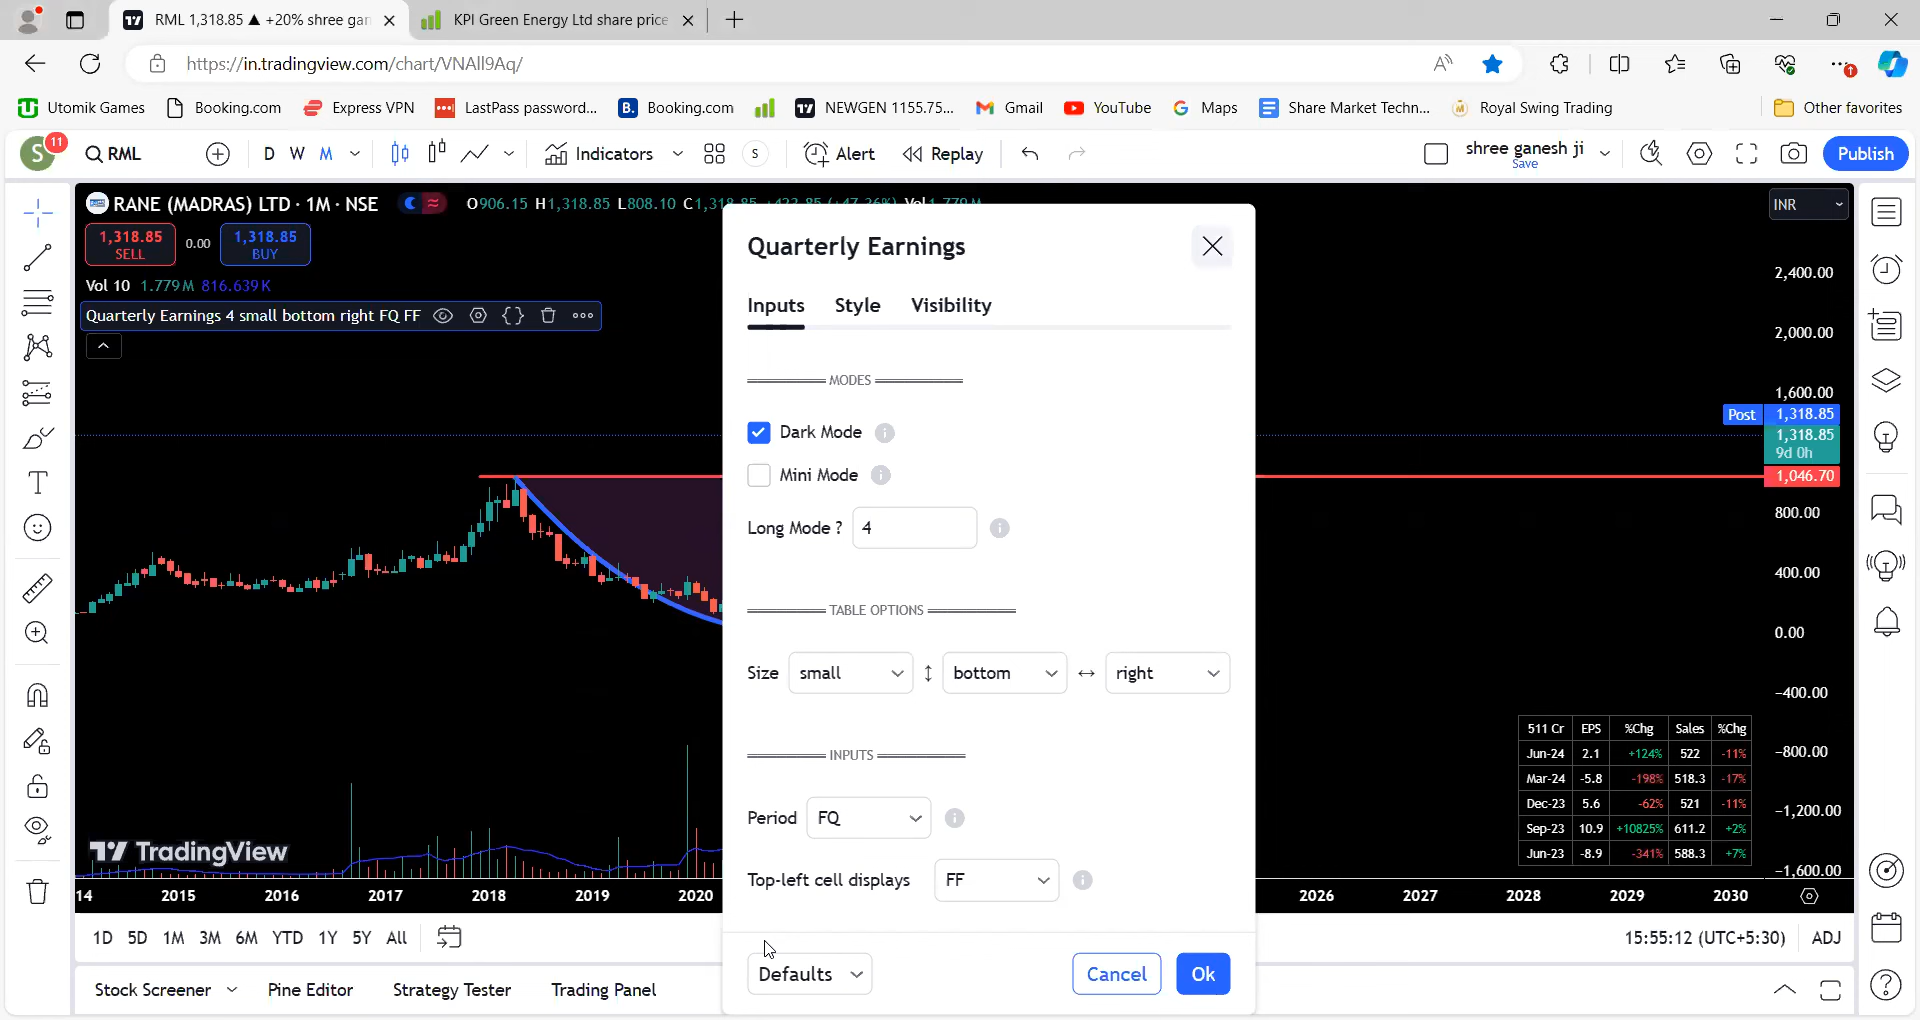 RML 1,318.85 ▲ +20% shree gan
KPI Green Energy Ltd share price
https://in.tradingview.com/chart/VNAll9Aq/
Utomik Games
Booking.com
Express VPN
LastPass password...
B. Booking.com
NEWGEN 1155.75...
Gmail
YouTube
Maps
Share Market Techn...
Royal Swing Trading
Other favorites
S 11
RML
D W M
Indicators
S
Alert
Replay
shree ganesh ji
Save
Publish
RANE (MADRAS) LTD · 1M · NSE
O906.15 H1,318.85 L808.10
INR
1,318.85
SELL
0.00
1,318.85
BUY
Vol 10 1.779M 816.639K
Quarterly Earnings 4 small bottom right FQ FF
Quarterly Earnings
Inputs Style Visibility
MODES
Dark Mode
Mini Mode
Long Mode ? 4
TABLE OPTIONS
Size small bottom right
INPUTS
Period FQ
Top-left cell displays FF
Defaults
Cancel
Ok
2,400.00
2,000.00
1,600.00
Post 1,318.85
1,318.85
9d 0h
1,046.70
800.00
400.00
0.00
-400.00
-800.00
-1,200.00
-1,600.00
511 Cr EPS %Chg Sales %Chg
Jun-24 2.1 +124% 522 -11%
Mar-24 -5.8 -198% 518.3 -17%
Dec-23 5.6 -62% 521 -11%
Sep-23 10.9 +10825% 611.2 +2%
Jun-23 -8.9 -341% 588.3 +7%
TradingView
14 2015 2016 2017 2018 2019 2020 2026 2027 2028 2029 2030
1D 5D 1M 3M 6M YTD 1Y 5Y All
15:55:12 (UTC+5:30) ADJ
Stock Screener
Pine Editor
Strategy Tester
Trading Panel